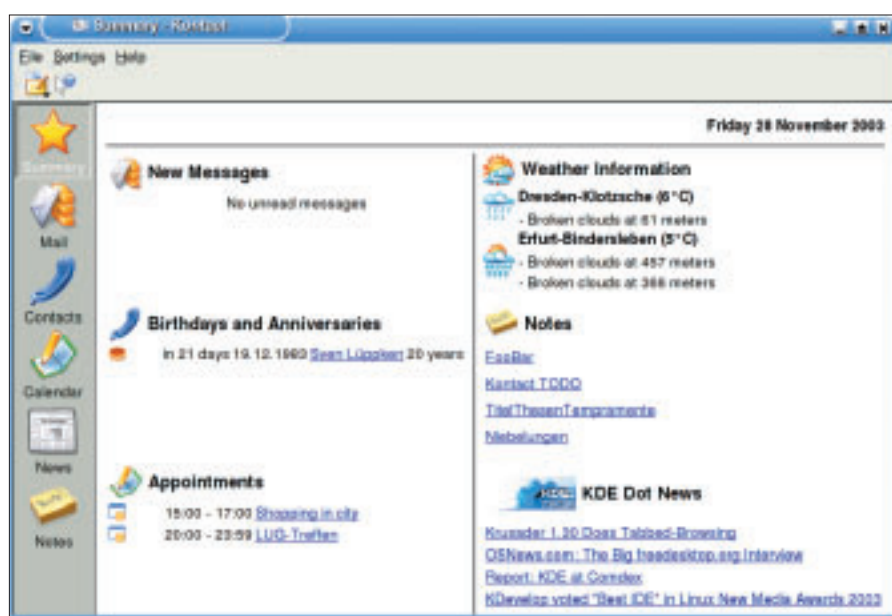 Summary - Kontact
File Settings Help
Summary
Mail
Contacts
Calendar
News
Notes
Friday 28 November 2003
New Messages
No unread messages
Birthdays and Anniversaries
in 21 days 19.12.1983 Sven Lüppken 20 years
Appointments
15:00 - 17:00 Shopping in city
20:00 - 23:59 LUG-Treffen
Weather Information
Dresden-Klotzsche (6°C)
- Broken clouds at 61 meters
Erfurt-Bindersleben (5°C)
- Broken clouds at 457 meters
- Broken clouds at 366 meters
Notes
FooBar
Kontact TODO
TitelThesenTempramente
Niebelungen
KDE Dot News
Krusader 1.30 Does Tabbed-Browsing
OSNews.com: The Big freedesktop.org Interview
Report: KDE at Comdex
KDevelop voted "Best IDE" in Linux New Media Awards 2003